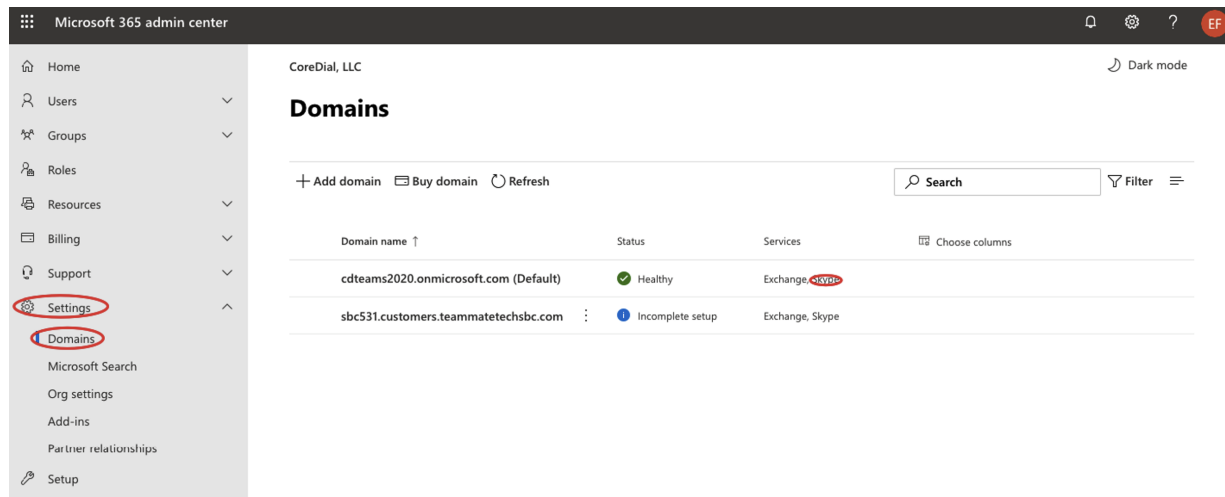 Microsoft 365 admin center
? EF
Home
Users
Groups
Roles
Resources
Billing
Support
Settings
Domains
Microsoft Search
Org settings
Add-ins
Partner relationships
Setup
CoreDial, LLC
Dark mode
Domains
Add domain Buy domain Refresh
Search
Filter
Domain name ↑ Status Services Choose columns
cdteams2020.onmicrosoft.com (Default) Healthy Exchange, Skype
sbc531.customers.teammatetechsbc.com Incomplete setup Exchange, Skype